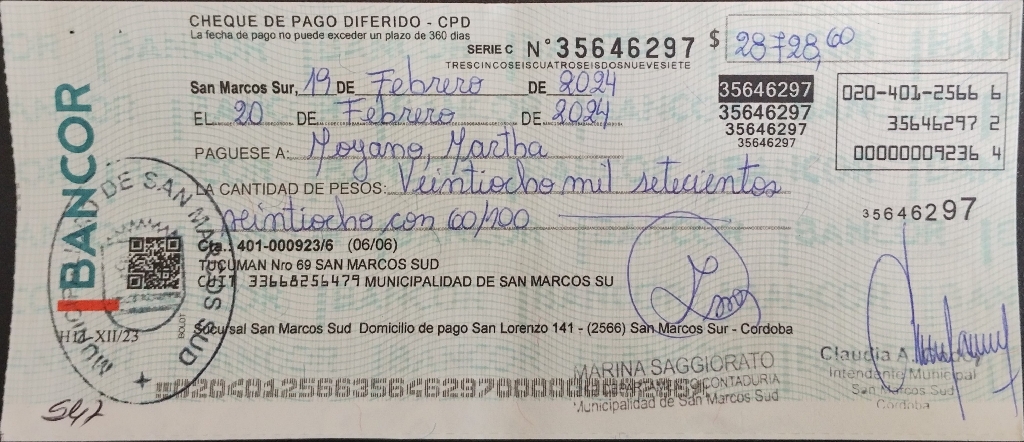 CHEQUE DE PAGO DIFERIDO - CPD
La fecha de pago no puede exceder un plazo de 360 días
SERIE C N° 35646297 $ 28728,60
TRESCINCOSEISCUATROSEISDOSNUEVESIETE
San Marcos Sur, 19 DE Febrero DE 2024
EL 20 DE Febrero DE 2024
35646297
35646297
35646297
35646297
020-401-2566 6
35646297 2
00000009236 4
PAGUESE A: Moyano, Martha
LA CANTIDAD DE PESOS: Veintiocho mil setecientos
veintiocho con 60/100
35646297
BANCOR
MUNICIPALIDAD DE SAN MARCOS SUD
Cta.: 401-000923/6 (06/06)
TUCUMAN Nro 69 SAN MARCOS SUD
CUIT 33668256479 MUNICIPALIDAD DE SAN MARCOS SU
BOLDT
HII-XII/23
Sucursal San Marcos Sud Domicilio de pago San Lorenzo 141 - (2566) San Marcos Sur - Cordoba
MARINA SAGGIORATO
CONTADURIA
Municipalidad de San Marcos Sud
Claudia A.
Intendente Municipal
San Marcos Sud
Córdoba